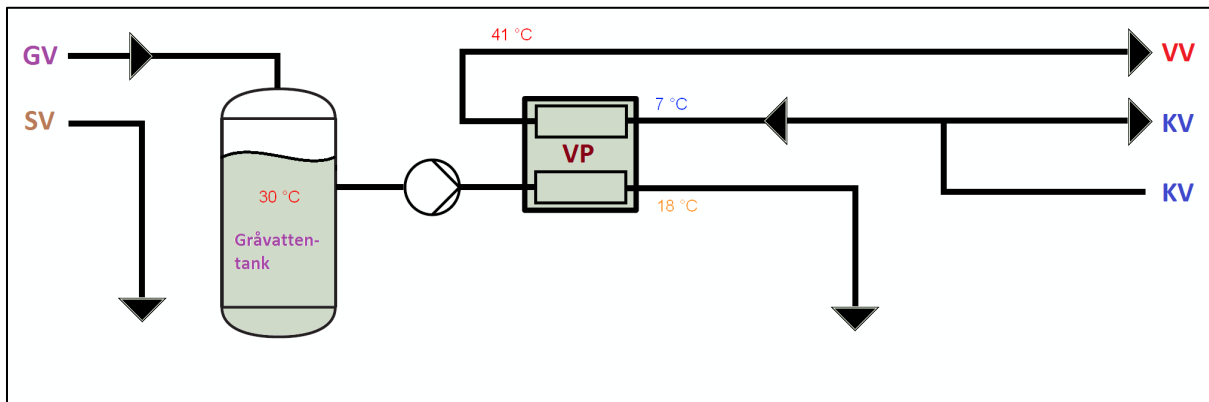 41 °C
GV
VV
SV
7 °C
KV
VP
30 °C
18 °C
KV
Gråvatten-
tank